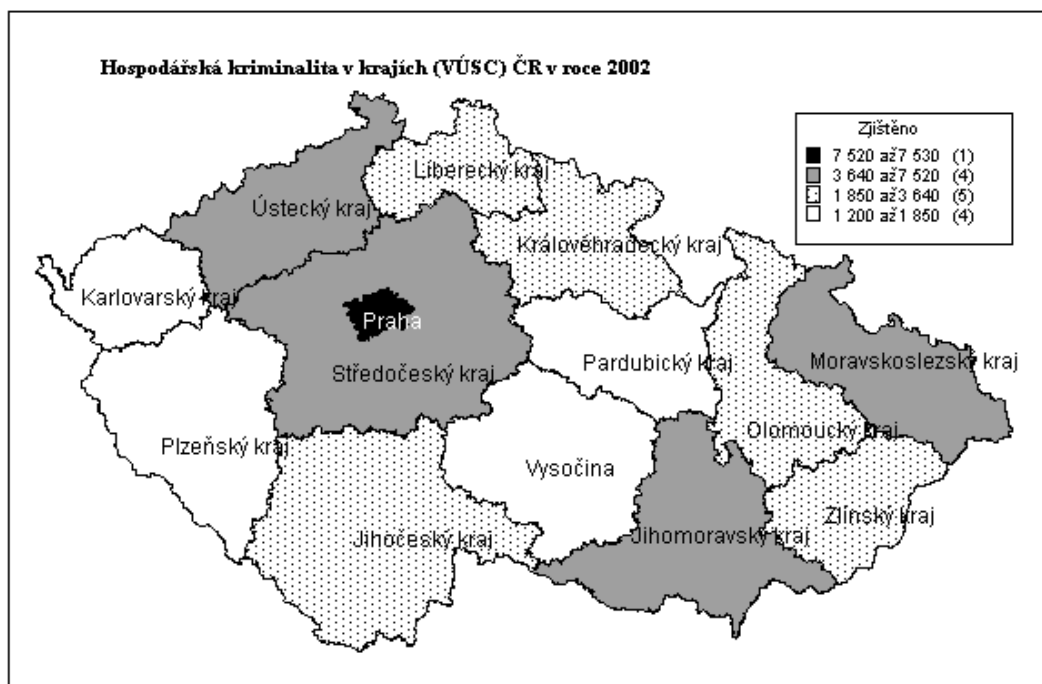 Hospodářská kriminalita v krajích (VÚSC) ČR v roce 2002
Zjištěno
7 520 až 7 530 (1)
3 640 až 7 520 (4)
1 850 až 3 640 (5)
1 200 až 1 850 (4)
Liberecký kraj
Ústecký kraj
Královéhradecký kraj
Karlovarský kraj
Praha
Středočeský kraj
Pardubický kraj
Moravskoslezský kraj
Plzeňský kraj
Olomoucký kraj
Vysočina
Zlínský kraj
Jihočeský kraj
Jihomoravský kraj